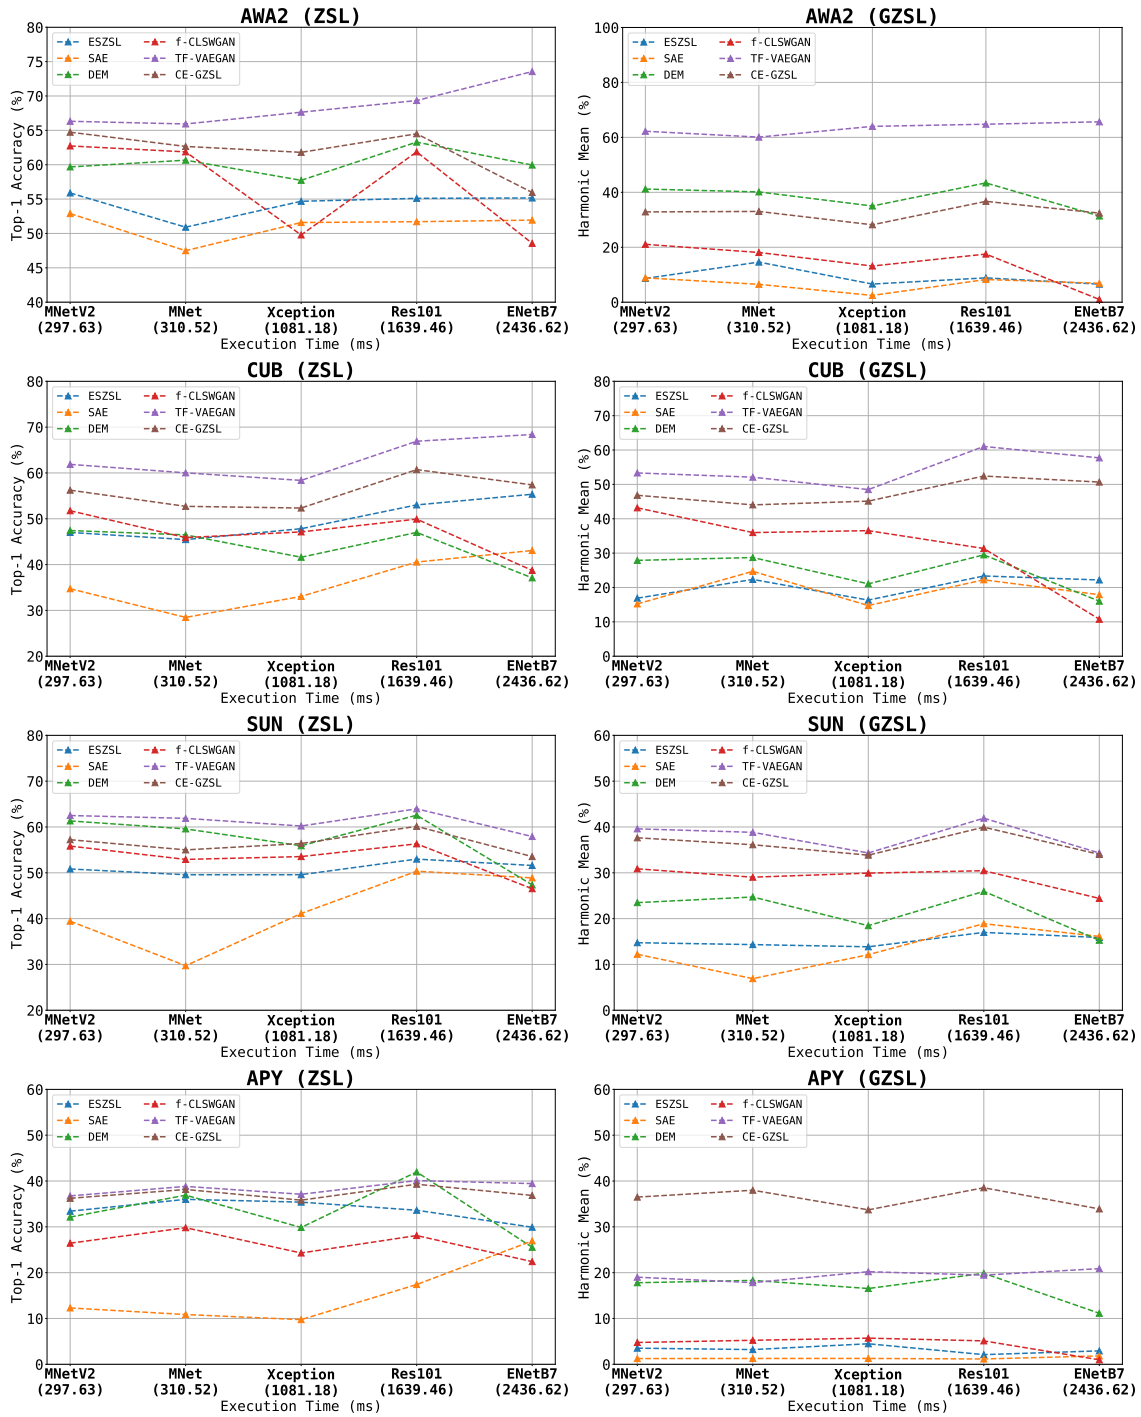 AWA2 (ZSL)
Top-1 Accuracy (%)
80
75
70
65
60
55
50
45
40
ESZSL
SAE
DEM
f-CLSWGAN
TF-VAEGAN
CE-GZSL
MNetV2 MNet Xception Res101 ENetB7
(297.63) (310.52) (1081.18) (1639.46) (2436.62)
Execution Time (ms)
AWA2 (GZSL)
Harmonic Mean (%)
100
80
60
40
20
0
ESZSL
SAE
DEM
f-CLSWGAN
TF-VAEGAN
CE-GZSL
MNetV2 MNet Xception Res101 ENetB7
(297.63) (310.52) (1081.18) (1639.46) (2436.62)
Execution Time (ms)
CUB (ZSL)
Top-1 Accuracy (%)
80
70
60
50
40
30
20
ESZSL
SAE
DEM
f-CLSWGAN
TF-VAEGAN
CE-GZSL
MNetV2 MNet Xception Res101 ENetB7
(297.63) (310.52) (1081.18) (1639.46) (2436.62)
Execution Time (ms)
CUB (GZSL)
Harmonic Mean (%)
80
70
60
50
40
30
20
10
0
ESZSL
SAE
DEM
f-CLSWGAN
TF-VAEGAN
CE-GZSL
MNetV2 MNet Xception Res101 ENetB7
(297.63) (310.52) (1081.18) (1639.46) (2436.62)
Execution Time (ms)
SUN (ZSL)
Top-1 Accuracy (%)
80
70
60
50
40
30
20
ESZSL
SAE
DEM
f-CLSWGAN
TF-VAEGAN
CE-GZSL
MNetV2 MNet Xception Res101 ENetB7
(297.63) (310.52) (1081.18) (1639.46) (2436.62)
Execution Time (ms)
SUN (GZSL)
Harmonic Mean (%)
60
50
40
30
20
10
0
ESZSL
SAE
DEM
f-CLSWGAN
TF-VAEGAN
CE-GZSL
MNetV2 MNet Xception Res101 ENetB7
(297.63) (310.52) (1081.18) (1639.46) (2436.62)
Execution Time (ms)
APY (ZSL)
Top-1 Accuracy (%)
60
50
40
30
20
10
0
ESZSL
SAE
DEM
f-CLSWGAN
TF-VAEGAN
CE-GZSL
MNetV2 MNet Xception Res101 ENetB7
(297.63) (310.52) (1081.18) (1639.46) (2436.62)
Execution Time (ms)
APY (GZSL)
Harmonic Mean (%)
60
50
40
30
20
10
0
ESZSL
SAE
DEM
f-CLSWGAN
TF-VAEGAN
CE-GZSL
MNetV2 MNet Xception Res101 ENetB7
(297.63) (310.52) (1081.18) (1639.46) (2436.62)
Execution Time (ms)